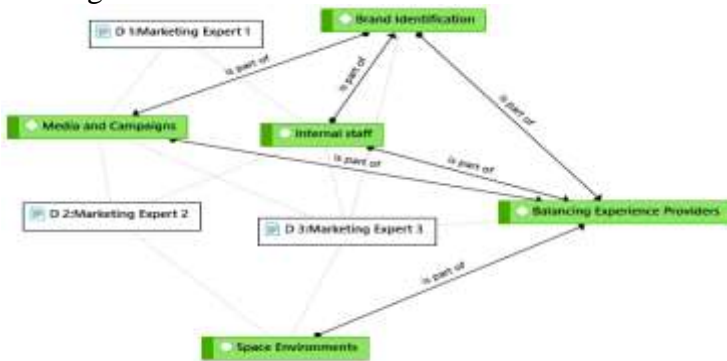 Brand Identification
D 1:Marketing Expert 1
is part of
is part of
Media and Campaigns
Internal staff
is part of
is part of
is part of
D 2:Marketing Expert 2
Balancing Experience Providers
D 3:Marketing Expert 3
is part of
Space Environments